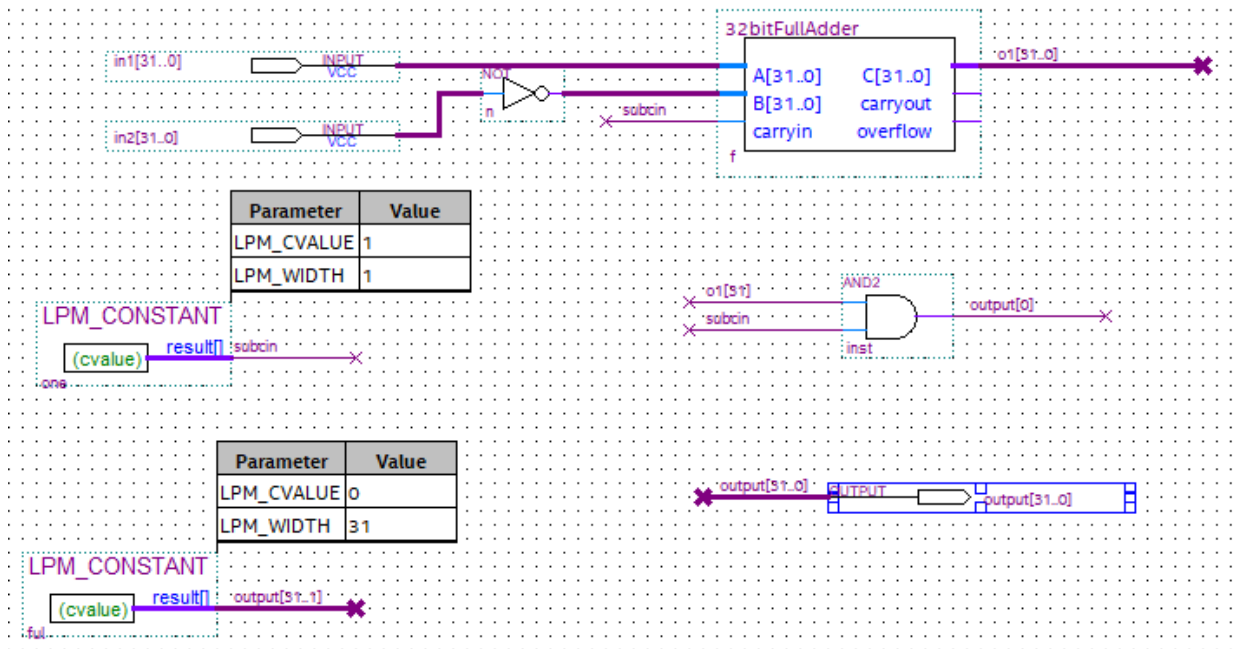 32bitFullAdder
in1[31..0]
INPUT
VCC
o1[31..0]
NOT
A[31..0]
C[31..0]
n
subcin
B[31..0]
carryout
in2[31..0]
INPUT
VCC
carryin
overflow
f
Parameter Value
LPM_CVALUE 1
LPM_WIDTH 1
AND2
o1[31]
subcin
output[0]
inst
LPM_CONSTANT
(cvalue)
result[]
subcin
one
Parameter Value
LPM_CVALUE 0
LPM_WIDTH 31
output[31..0]
OUTPUT
output[31..0]
LPM_CONSTANT
(cvalue)
result[]
output[31..1]
ful